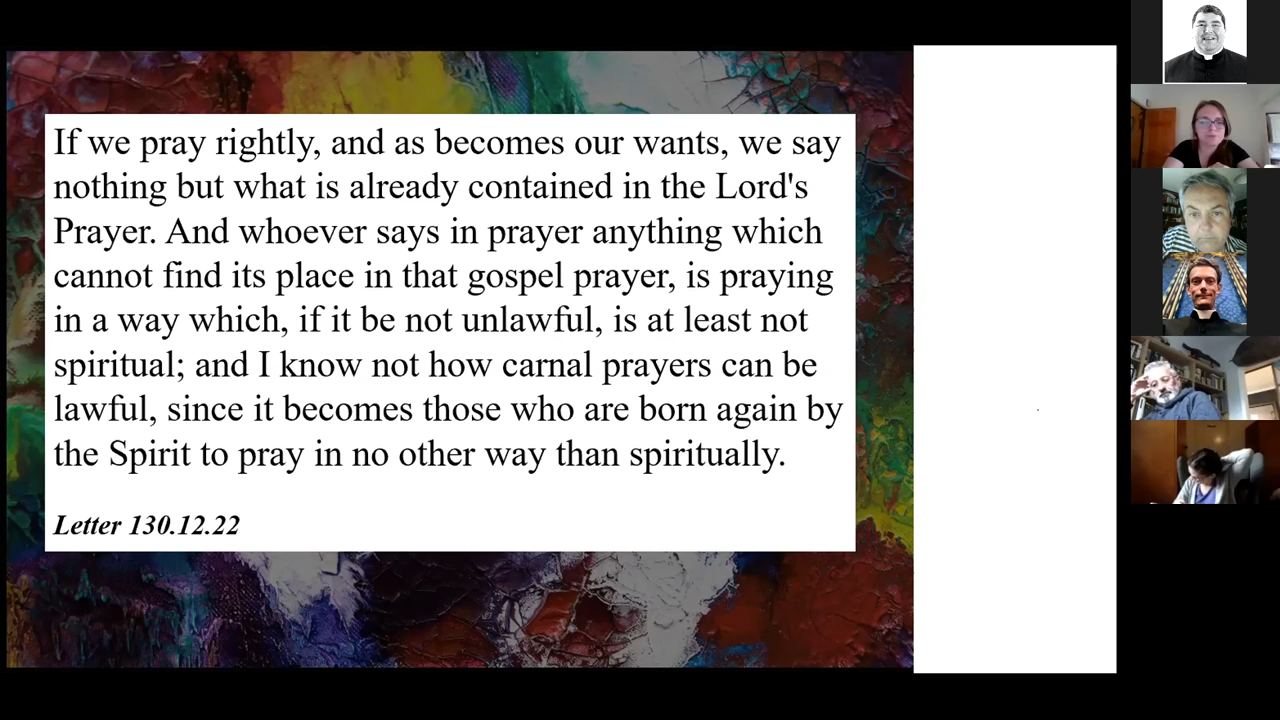 If we pray rightly, and as becomes our wants, we say
nothing but what is already contained in the Lord's
Prayer. And whoever says in prayer anything which
cannot find its place in that gospel prayer, is praying
in a way which, if it be not unlawful, is at least not
spiritual; and I know not how carnal prayers can be
lawful, since it becomes those who are born again by
the Spirit to pray in no other way than spiritually.
Letter 130.12.22